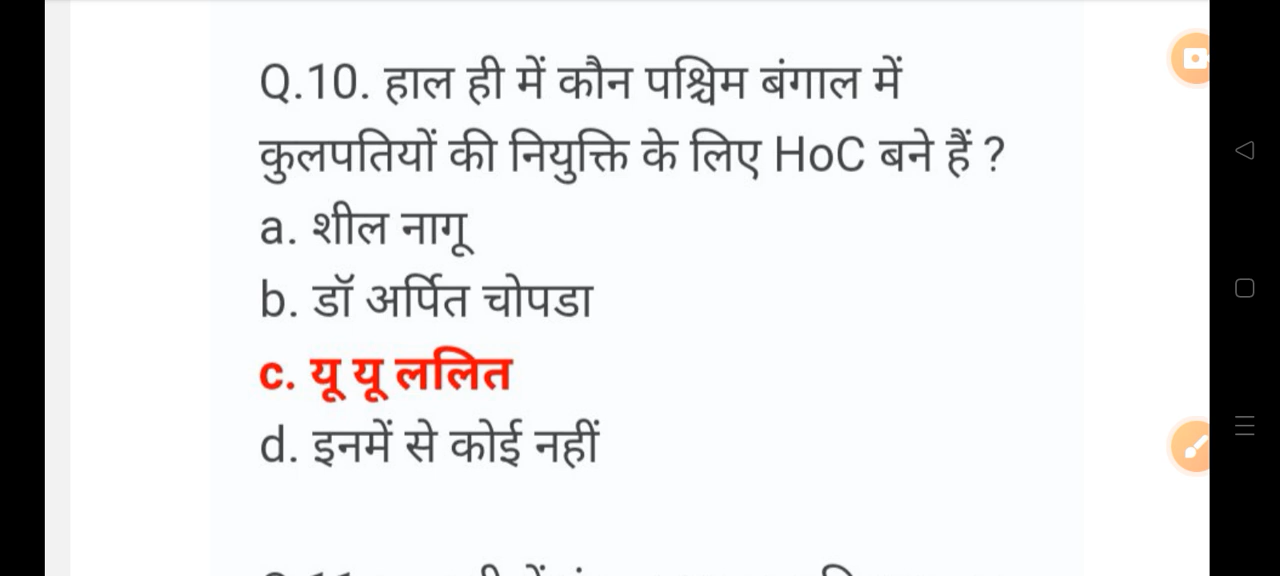 Q.10. हाल ही में कौन पश्चिम बंगाल में
कुलपतियों की नियुक्ति के लिए HoC बने हैं ?
a. शील नागू
b. डॉ अर्पित चोपडा
c. यू यू ललित
d. इनमें से कोई नहीं